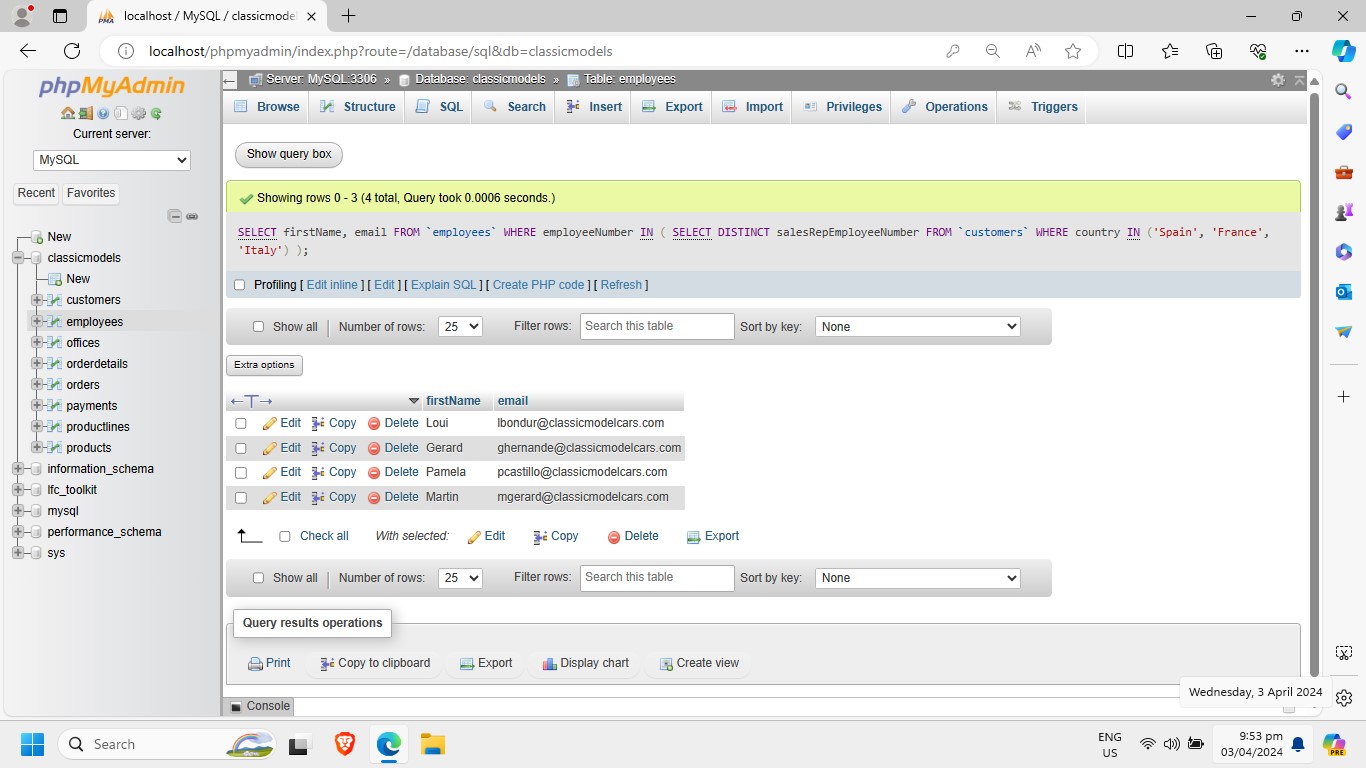 localhost / MySQL / classicmodel
localhost/phpmyadmin/index.php?route=/database/sql&db=classicmodels
phpMyAdmin
Current server:
MySQL
Recent Favorites
New
classicmodels
New
customers
employees
offices
orderdetails
orders
payments
productlines
products
information_schema
lfc_toolkit
mysql
performance_schema
sys
Server: MySQL:3306 » Database: classicmodels » Table: employees
Browse Structure SQL Search Insert Export Import Privileges Operations Triggers
Show query box
Showing rows 0 - 3 (4 total, Query took 0.0006 seconds.)
SELECT firstName, email FROM `employees` WHERE employeeNumber IN ( SELECT DISTINCT salesRepEmployeeNumber FROM `customers` WHERE country IN ('Spain', 'France',
'Italy') );
Profiling [ Edit inline ] [ Edit ] [ Explain SQL ] [ Create PHP code ] [ Refresh ]
Show all Number of rows: 25 Filter rows: Search this table Sort by key: None
Extra options
firstName email
Edit Copy Delete Loui lbondur@classicmodelcars.com
Edit Copy Delete Gerard ghernande@classicmodelcars.com
Edit Copy Delete Pamela pcastillo@classicmodelcars.com
Edit Copy Delete Martin mgerard@classicmodelcars.com
Check all With selected: Edit Copy Delete Export
Show all Number of rows: 25 Filter rows: Search this table Sort by key: None
Query results operations
Print Copy to clipboard Export Display chart Create view
Console
Wednesday, 3 April 2024
Search
ENG
US
9:53 pm
03/04/2024
PRE